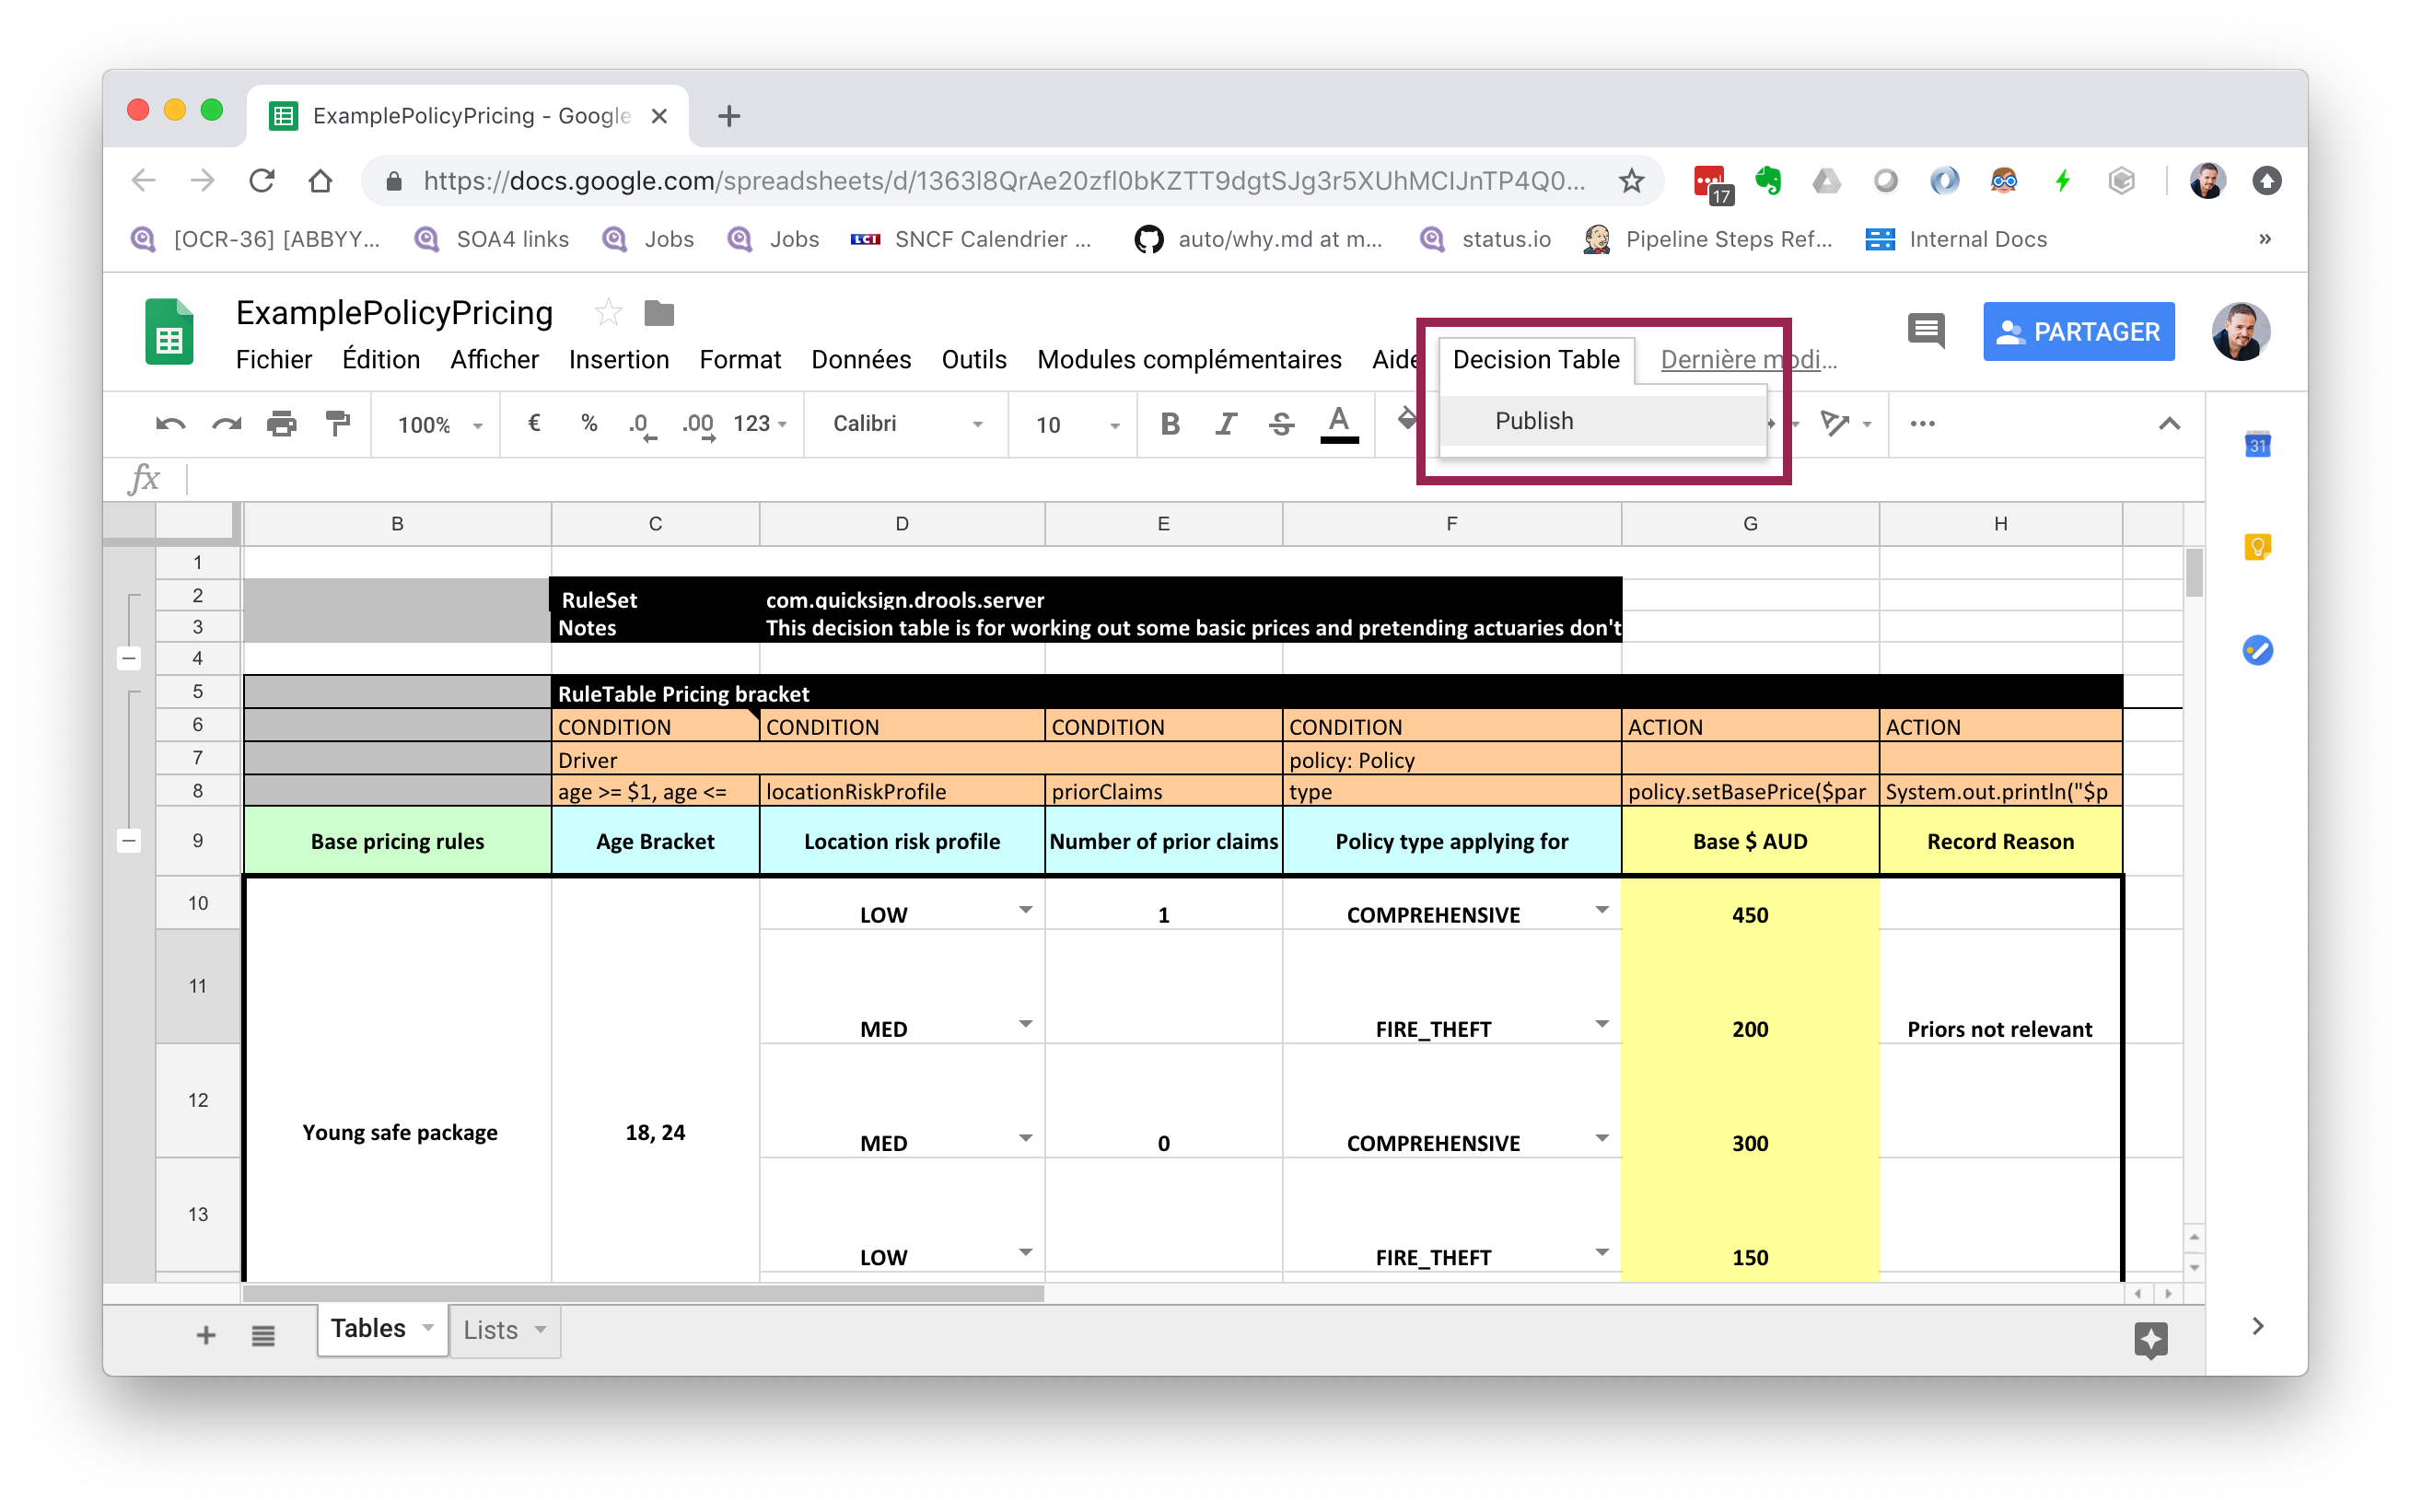 ExamplePolicyPricing - Google
https://docs.google.com/spreadsheets/d/1363l8QrAe20zfl0bKZTT9dgtSJg3r5XUhMCIJnTP4Q0...
17
[OCR-36] [ABBYY... SOA4 links Jobs Jobs LCI SNCF Calendrier ... auto/why.md at m... status.io Pipeline Steps Ref... Internal Docs »
ExamplePolicyPricing
PARTAGER
Fichier Édition Afficher Insertion Format Données Outils Modules complémentaires Aide Decision Table Dernière modi...
100% € % .0 .00 123 Calibri 10 B I S A Publish ...
31
fx
B C D E F G H
1
2 RuleSet com.quicksign.drools.server
3 Notes This decision table is for working out some basic prices and pretending actuaries don't
4
5 RuleTable Pricing bracket
6 CONDITION CONDITION CONDITION CONDITION ACTION ACTION
7 Driver policy: Policy
8 age >= $1, age <= locationRiskProfile priorClaims type policy.setBasePrice($par System.out.println("$p
9 Base pricing rules Age Bracket Location risk profile Number of prior claims Policy type applying for Base $ AUD Record Reason
10 LOW 1 COMPREHENSIVE 450
11 MED FIRE_THEFT 200 Priors not relevant
12 Young safe package 18, 24 MED 0 COMPREHENSIVE 300
13 LOW FIRE_THEFT 150
Tables Lists